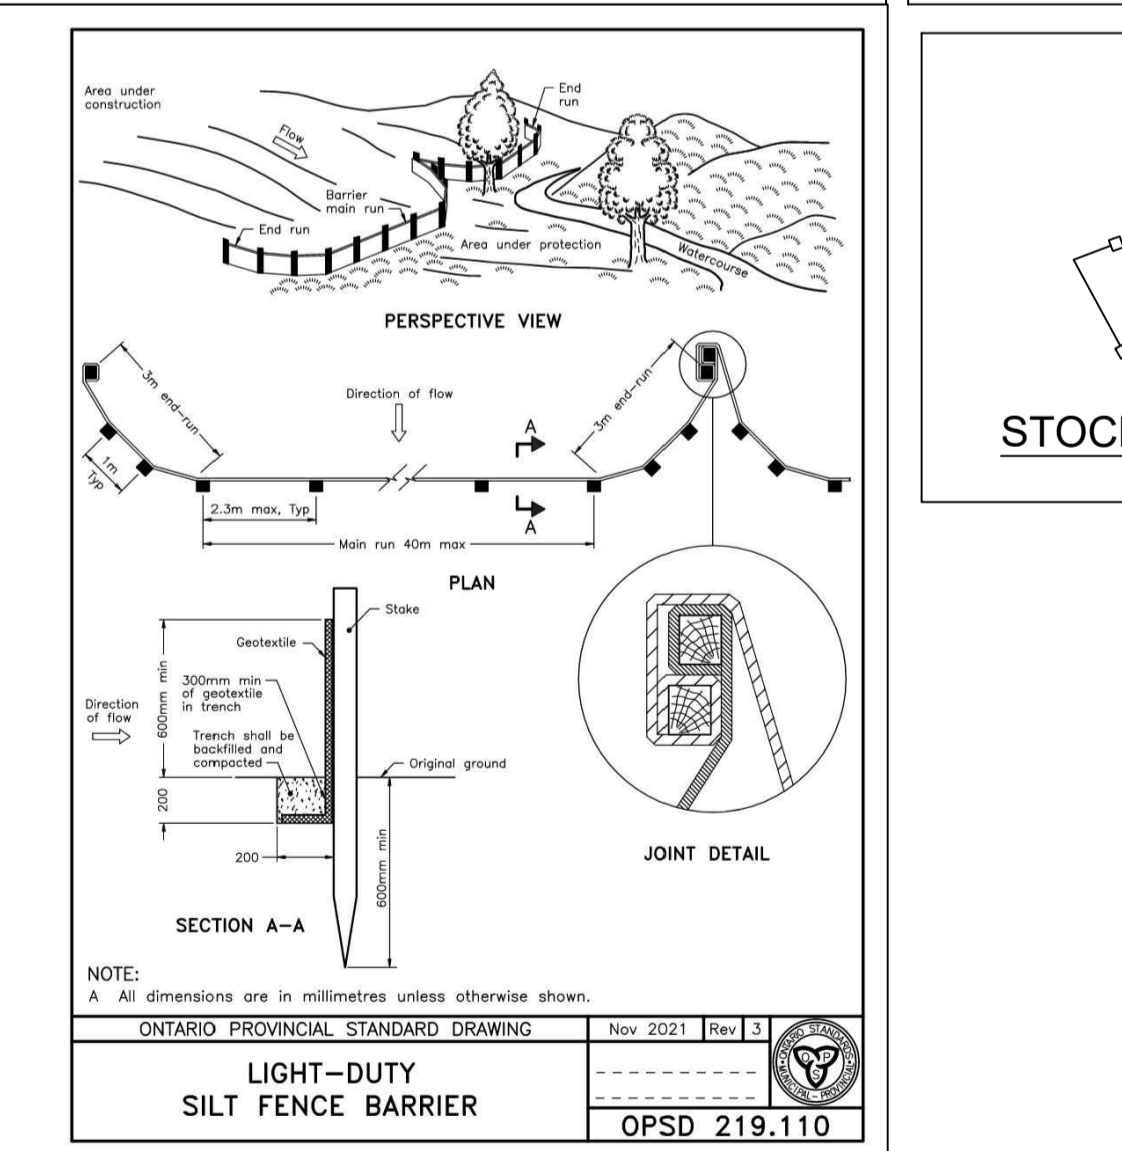 Area under
construction
Flow
End
run
Barrier
main run
End run
Area under protection
Watercourse
PERSPECTIVE VIEW
3m end-run
Direction of flow
3m end-run
1m
Typ
A
2.3m max, Typ
A
Main run 40m max
PLAN
Stake
Geotextile
600mm min
300mm min
of geotextile
in trench
Direction
of flow
Trench shall be
backfilled and
compacted
Original ground
200
200
600mm min
JOINT DETAIL
SECTION A-A
NOTE:
A All dimensions are in millimetres unless otherwise shown.
ONTARIO PROVINCIAL STANDARD DRAWING
Nov 2021
Rev
3
LIGHT-DUTY
SILT FENCE BARRIER
OPSD 219.110
ONTARIO STANDARDS
MUNICIPAL - PROVINCIAL
O P
S